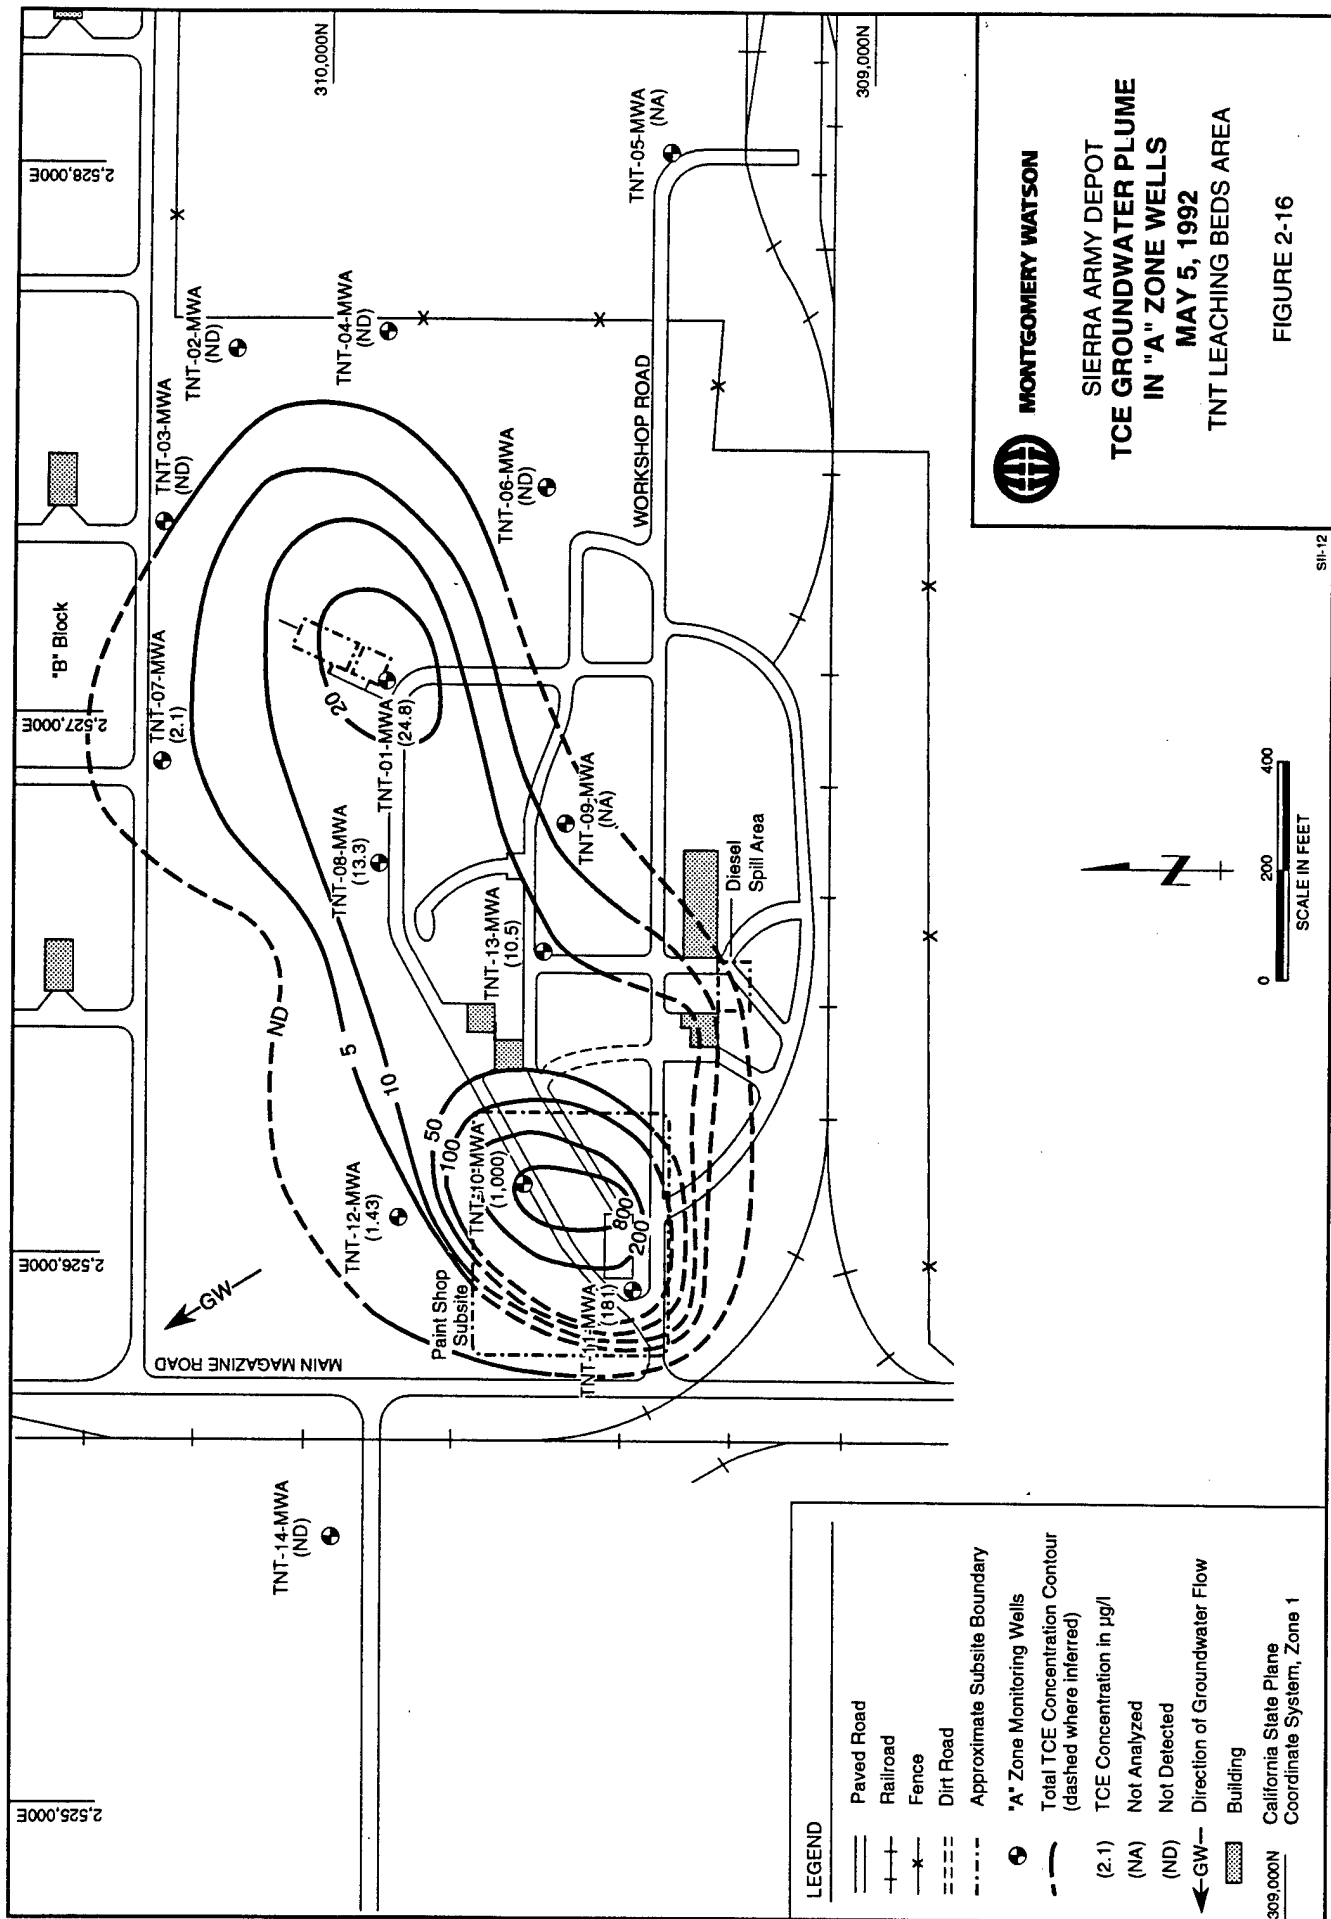 2,525,000E
2,526,000E
2,527,000E
2,528,000E
"B" Block
310,000N
309,000N
TNT-14-MWA
(ND)
GW
MAIN MAGAZINE ROAD
TNT-12-MWA
(1.43)
Paint Shop
Subsite
TNT-10-MWA
(1,000)
TNT-11-MWA
(181)
ND
5
10
50
100
800
200
20
TNT-07-MWA
(2.1)
TNT-03-MWA
(ND)
TNT-02-MWA
(ND)
TNT-04-MWA
(ND)
TNT-08-MWA
(13.3)
TNT-01-MWA
(24.8)
TNT-13-MWA
(10.5)
TNT-09-MWA
(NA)
TNT-06-MWA
(ND)
TNT-05-MWA
(NA)
WORKSHOP ROAD
Diesel
Spill Area
LEGEND
Paved Road
Railroad
Fence
Dirt Road
Approximate Subsite Boundary
"A" Zone Monitoring Wells
Total TCE Concentration Contour
(dashed where inferred)
(2.1) TCE Concentration in µg/l
(NA) Not Analyzed
(ND) Not Detected
GW Direction of Groundwater Flow
Building
309,000N California State Plane
Coordinate System, Zone 1
N
0 200 400
SCALE IN FEET
SII-12
MONTGOMERY WATSON
SIERRA ARMY DEPOT
TCE GROUNDWATER PLUME
IN "A" ZONE WELLS
MAY 5, 1992
TNT LEACHING BEDS AREA
FIGURE 2-16